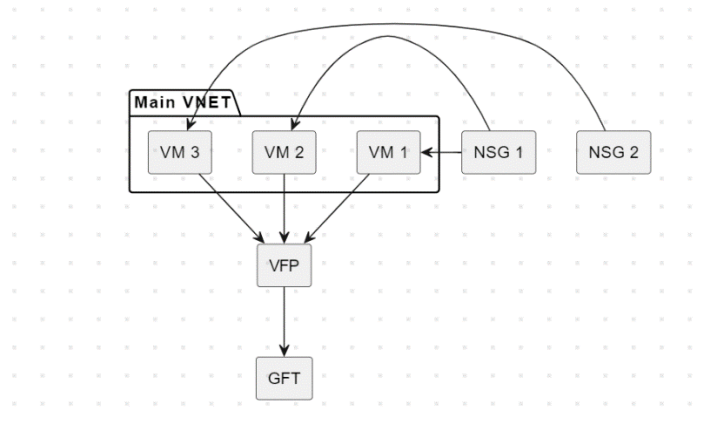 Main VNET
VM 3
VM 2
VM 1
NSG 1
NSG 2
VFP
GFT